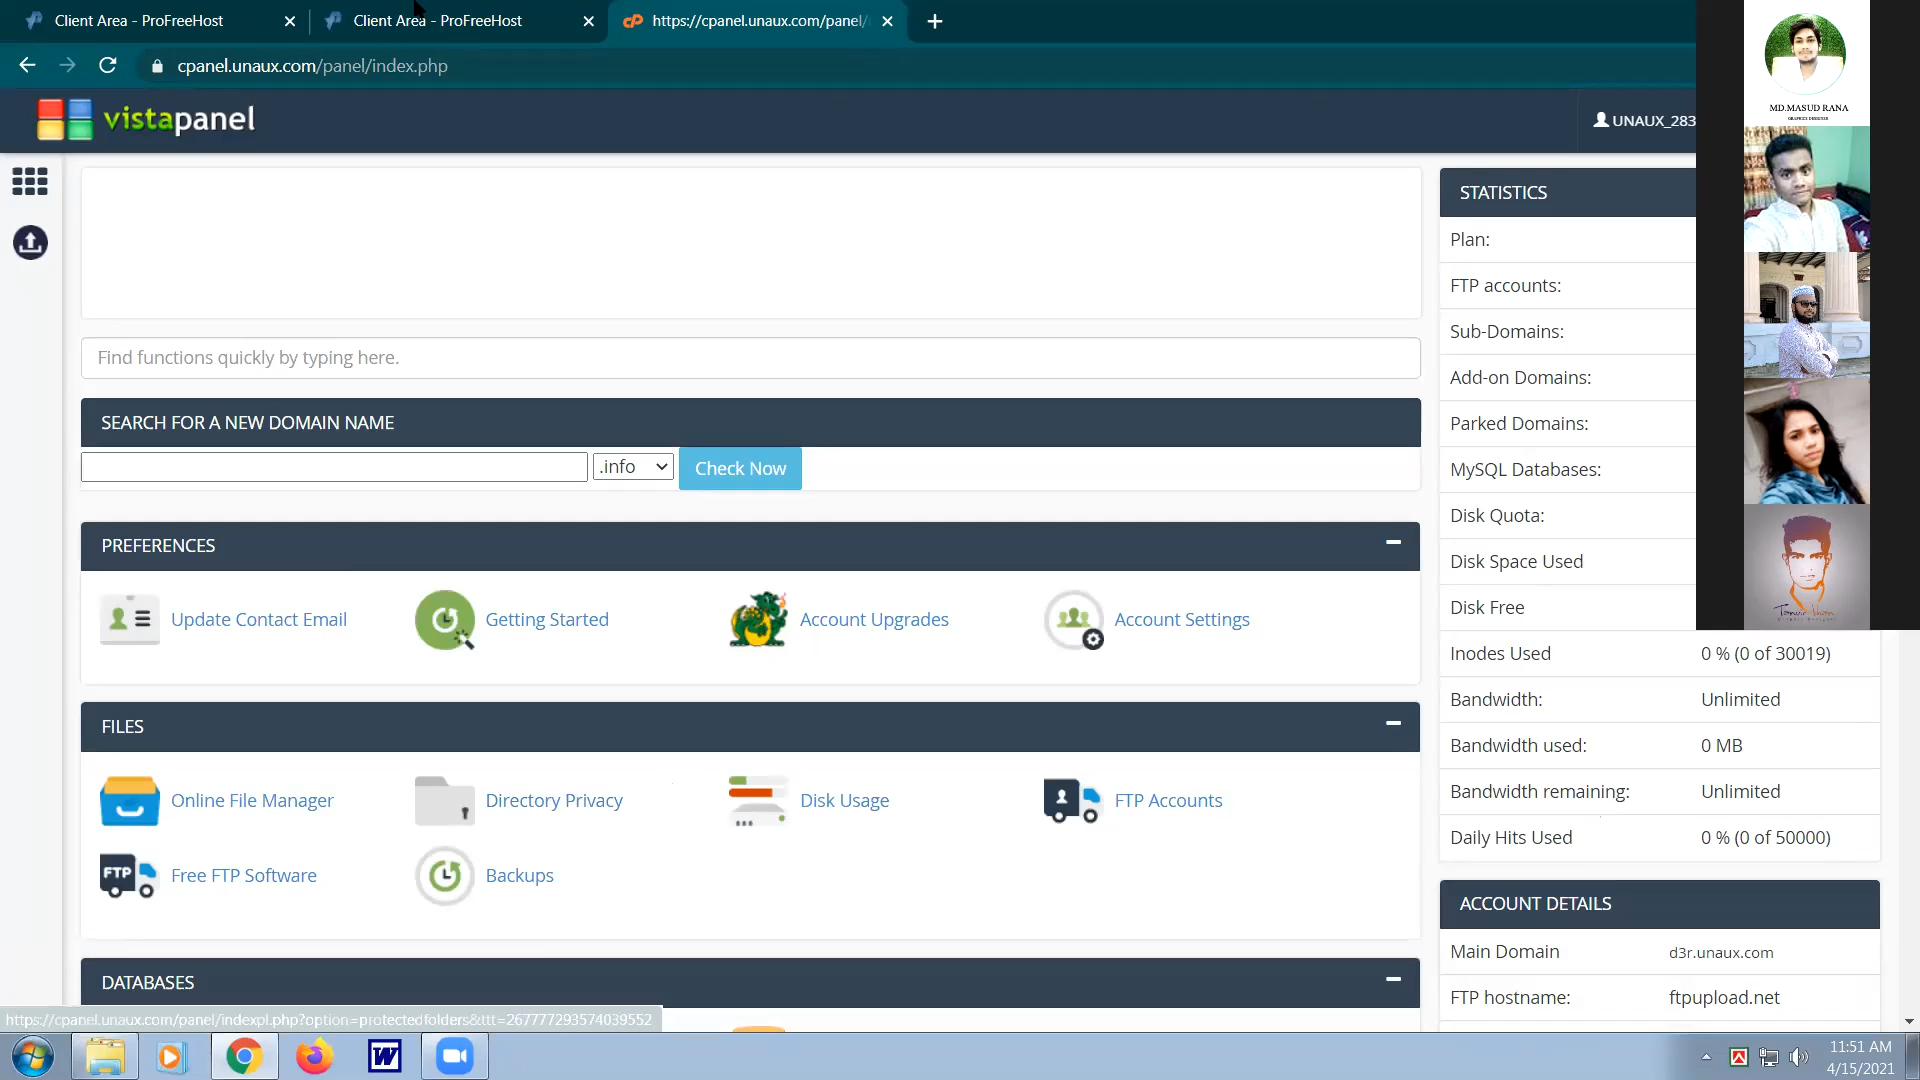 Client Area - ProFreeHost
Client Area - ProFreeHost
https://cpanel.unaux.com/panel/
cpanel.unaux.com/panel/index.php
vistapanel
UNAUX_283
MD.MASUD RANA
Find functions quickly by typing here.
SEARCH FOR A NEW DOMAIN NAME
.info
Check Now
PREFERENCES
Update Contact Email
Getting Started
Account Upgrades
Account Settings
FILES
Online File Manager
Directory Privacy
Disk Usage
FTP Accounts
FTP
Free FTP Software
Backups
DATABASES
STATISTICS
Plan:
FTP accounts:
Sub-Domains:
Add-on Domains:
Parked Domains:
MySQL Databases:
Disk Quota:
Disk Space Used
Disk Free
Inodes Used 0 % (0 of 30019)
Bandwidth: Unlimited
Bandwidth used: 0 MB
Bandwidth remaining: Unlimited
Daily Hits Used 0 % (0 of 50000)
ACCOUNT DETAILS
Main Domain d3r.unaux.com
FTP hostname: ftpupload.net
https://cpanel.unaux.com/panel/indexpl.php?option=protectedfolders&ttt=267777293574039552
11:51 AM
4/15/2021